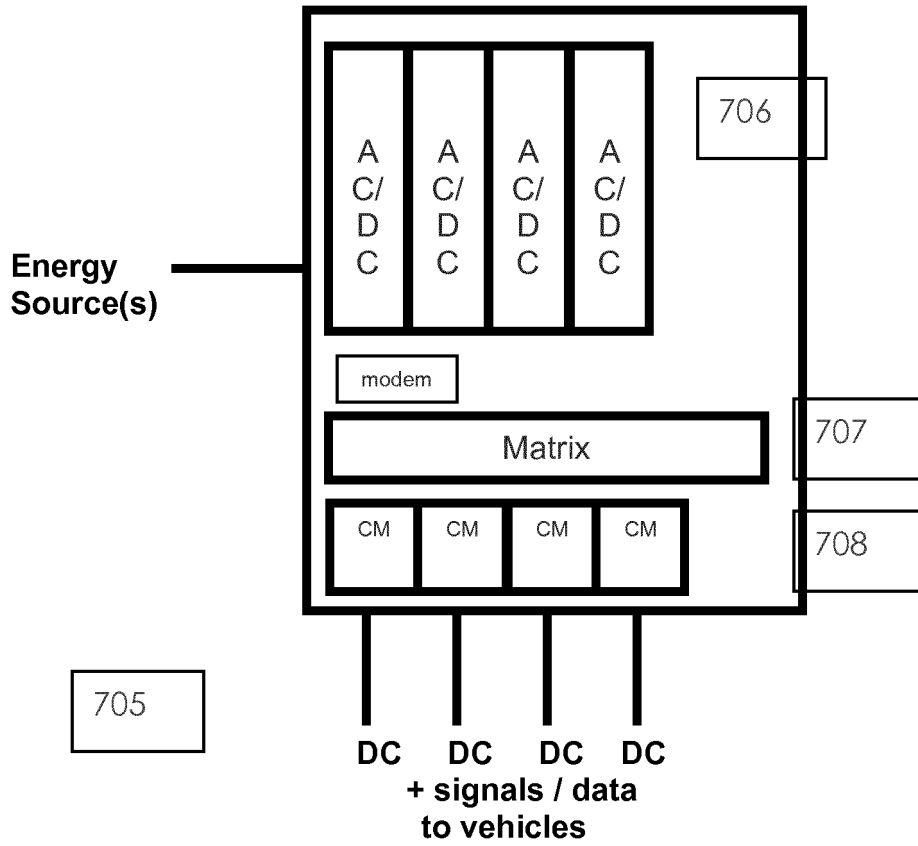 706
A
C/
D
C
A
C/
D
C
A
C/
D
C
A
C/
D
C
Energy
Source(s)
modem
Matrix
707
CM CM CM CM
708
705
DC DC DC DC
+ signals / data
to vehicles